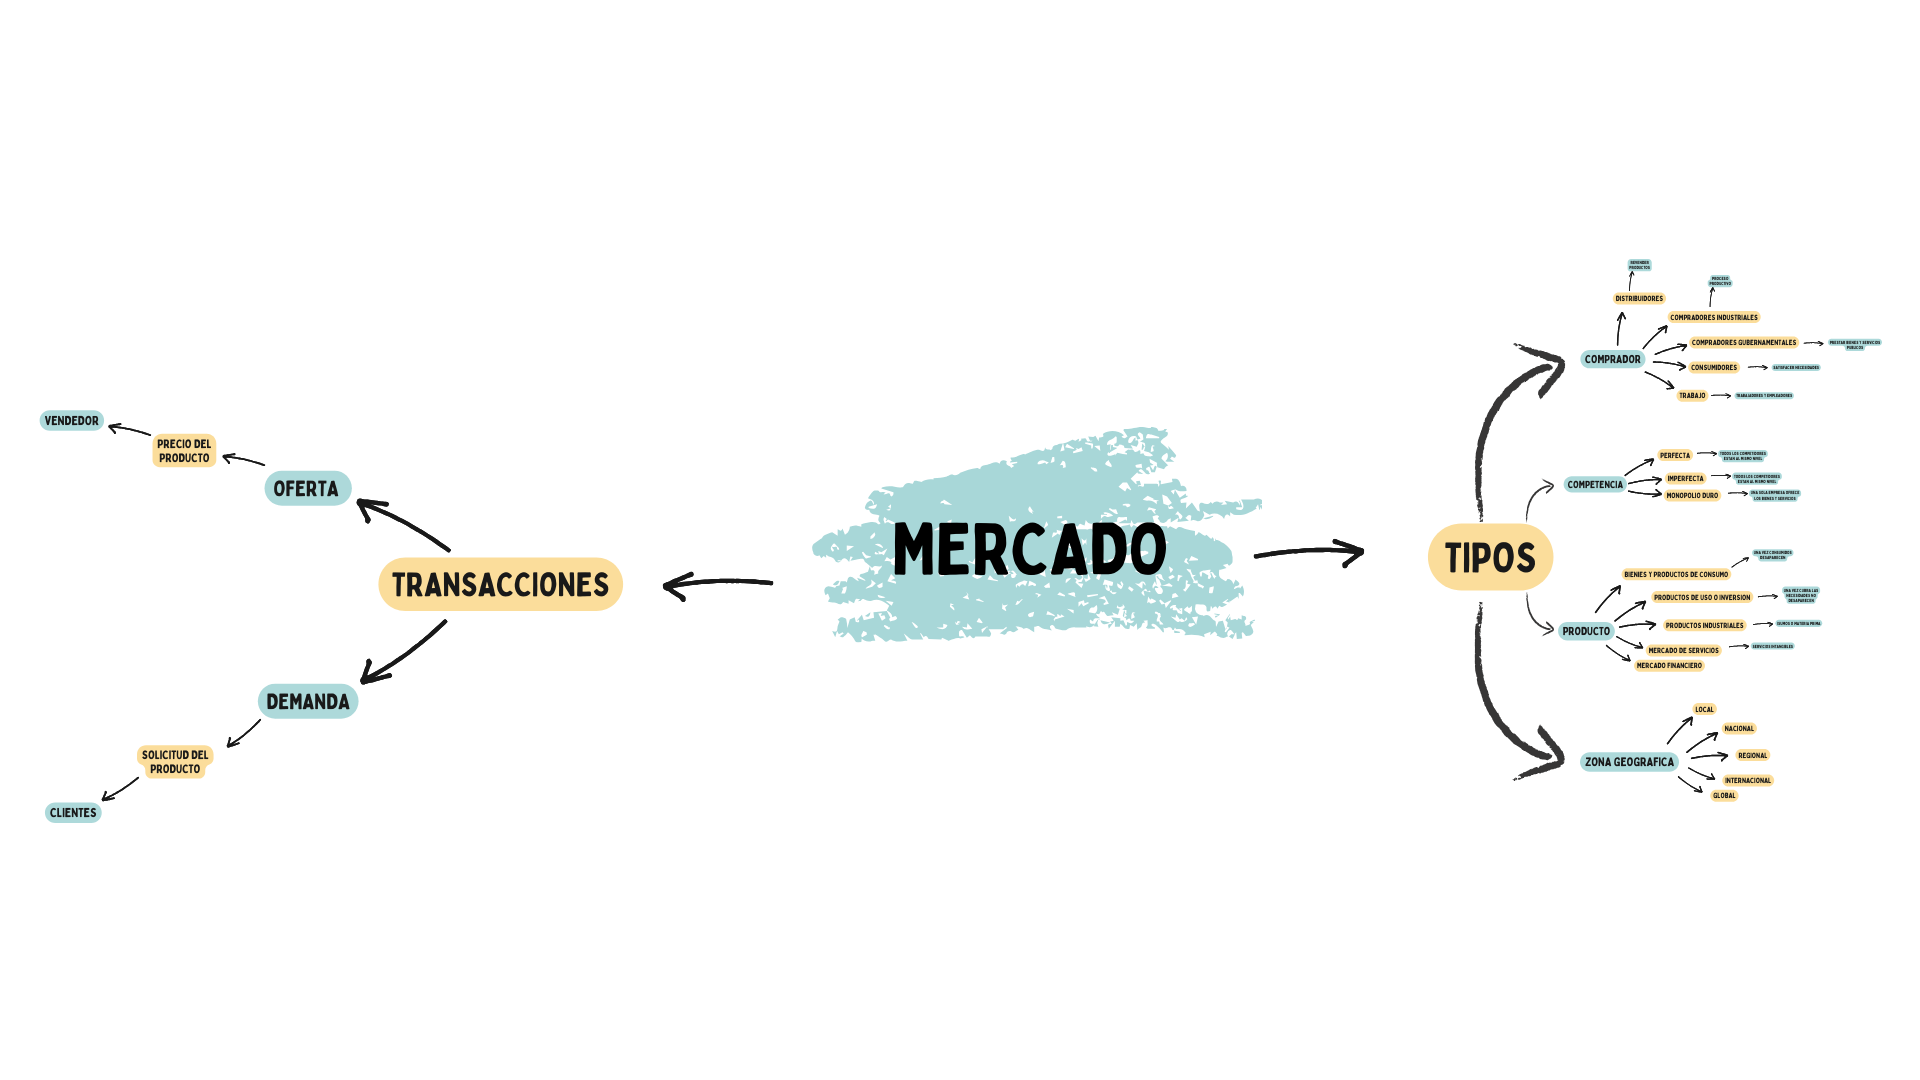 MERCADO
TRANSACCIONES
OFERTA
PRECIO DEL
PRODUCTO
VENDEDOR
DEMANDA
SOLICITUD DEL
PRODUCTO
CLIENTES
TIPOS
COMPRADOR
DISTRIBUIDORES
REVENDER
PRODUCTOS
COMPRADORES INDUSTRIALES
PROCESO
PRODUCTIVO
COMPRADORES GUBERNAMENTALES
PRESTAR BIENES Y SERVICIOS
PUBLICOS
CONSUMIDORES
SATISFACER NECESIDADES
TRABAJO
TRABAJADORES Y EMPLEADORES
COMPETENCIA
PERFECTA
TODOS LOS COMPETIDORES
ESTAN AL MISMO NIVEL
IMPERFECTA
TODOS LOS COMPETIDORES
ESTAN AL MISMO NIVEL
MONOPOLIO DURO
UNA SOLA EMPRESA OFRECE
LOS BIENES Y SERVICIOS
PRODUCTO
BIENES Y PRODUCTOS DE CONSUMO
UNA VEZ CONSUMIDOS
DESAPARECEN
PRODUCTOS DE USO O INVERSION
UNA VEZ CUBRA LAS
NECESIDADES NO
DESAPARECEN
PRODUCTOS INDUSTRIALES
O MATERIA PRIMA
MERCADO DE SERVICIOS
SERVICIOS INTANGIBLES
MERCADO FINANCIERO
ZONA GEOGRAFICA
LOCAL
NACIONAL
REGIONAL
INTERNACIONAL
GLOBAL